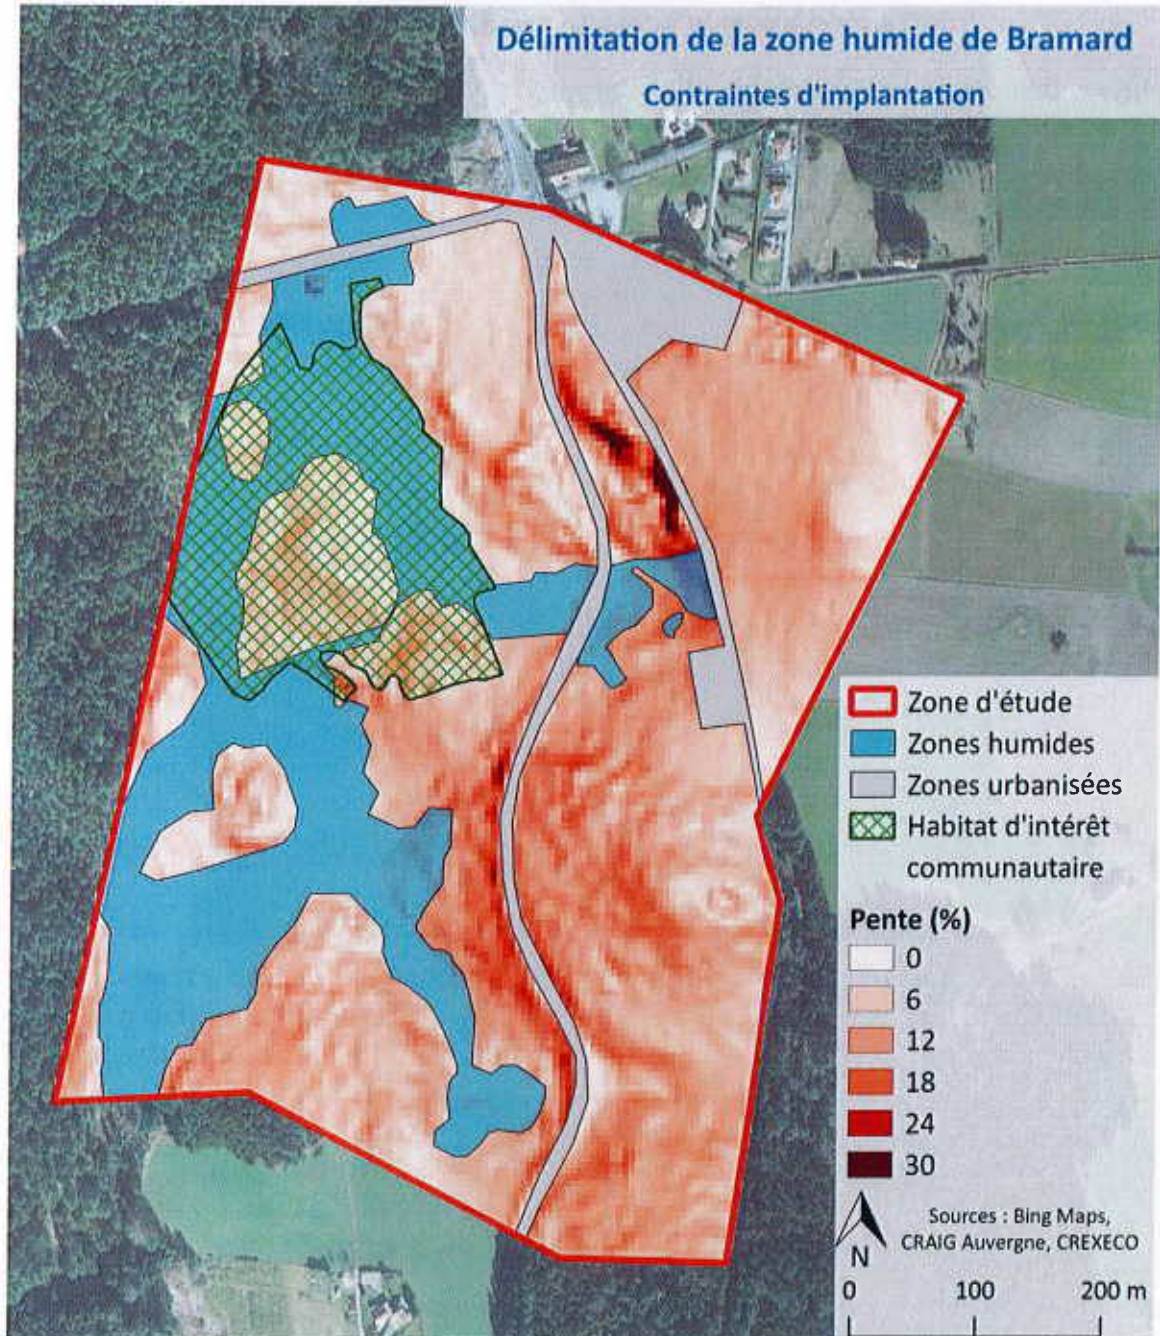 Délimitation de la zone humide de Bramard
Contraintes d'implantation
Zone d'étude
Zones humides
Zones urbanisées
Habitat d'intérêt
communautaire
Pente (%)
0
6
12
18
24
30
N
Sources : Bing Maps,
CRAIG Auvergne, CREXECO
0 100 200 m